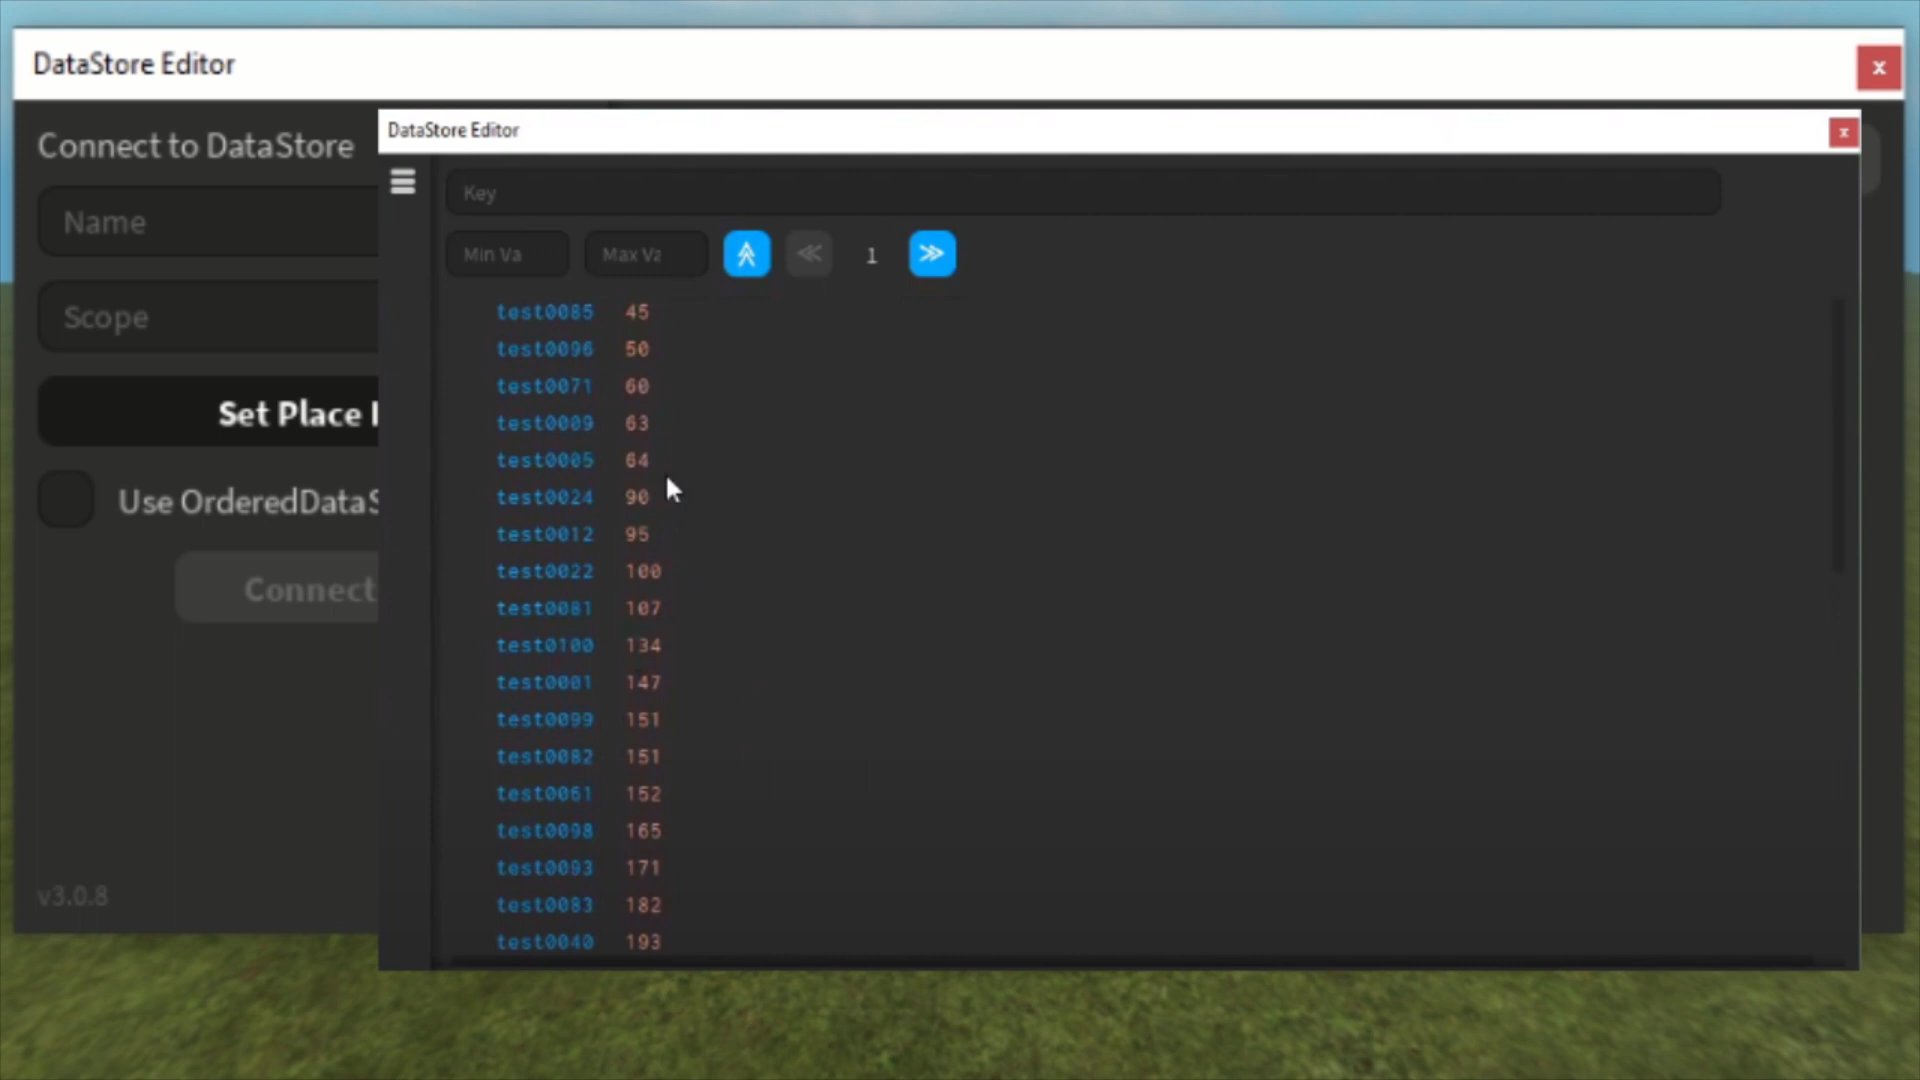 DataStore Editor
x
Connect to DataStore
Name
Scope
Set Place
Use OrderedDataS
Connect
v3.0.8
DataStore Editor
x
Key
Min Va
Max Va
1
test0085 45
test0096 50
test0071 60
test0009 63
test0005 64
test0024 90
test0012 95
test0022 100
test0081 107
test0100 134
test0001 147
test0099 151
test0082 151
test0061 152
test0098 165
test0093 171
test0083 182
test0040 193